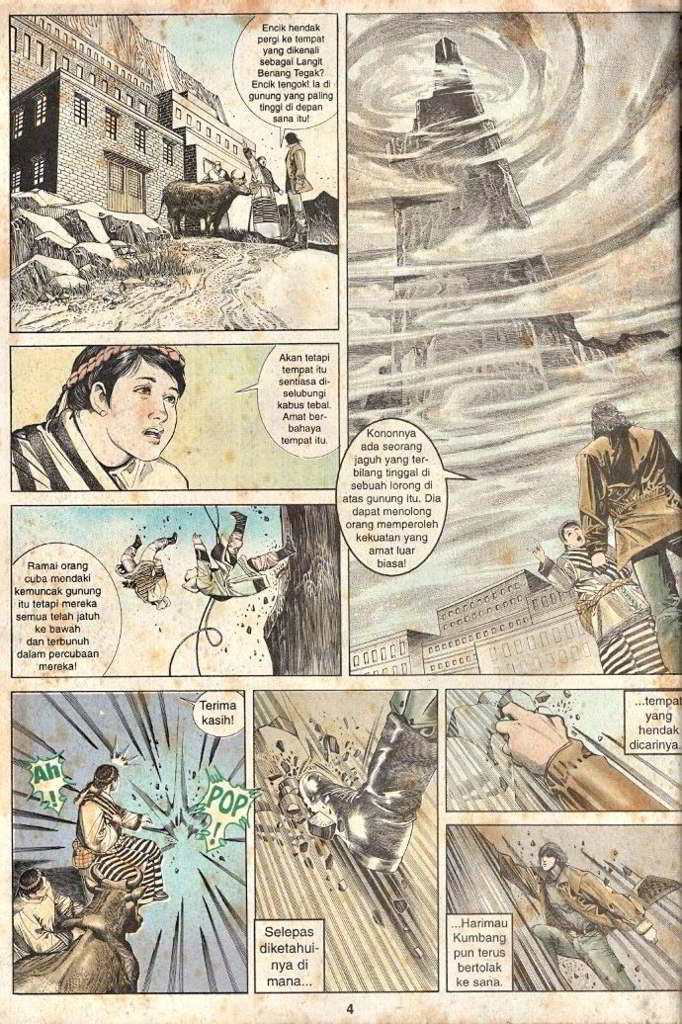 Encik hendak
pergi ke tempat
yang dikenali
sebagai Langit
Benang Tegak?
Encik tengok! Ia di
gunung yang paling
tinggi di depan
sana itu!
Akan tetapi
tempat itu
sentiasa di-
selubungi
kabus tebal.
Amat ber-
bahaya
tempat itu.
Ramai orang
cuba mendaki
kemuncak gunung
itu tetapi mereka
semua telah jatuh
ke bawah
dan terbunuh
dalam percubaan
mereka!
Kononnya
ada seorang
jaguh yang ter-
bilang tinggal di
sebuah lorong di
atas gunung itu. Dia
dapat menolong
orang memperoleh
kekuatan yang
amat luar
biasa!
Terima
kasih!
Ah
!
POP
!
Selepas
diketahui-
nya di
mana...
...tempat
yang
hendak
dicarinya.
...Harimau
Kumbang
pun terus
bertolak
ke sana.
4